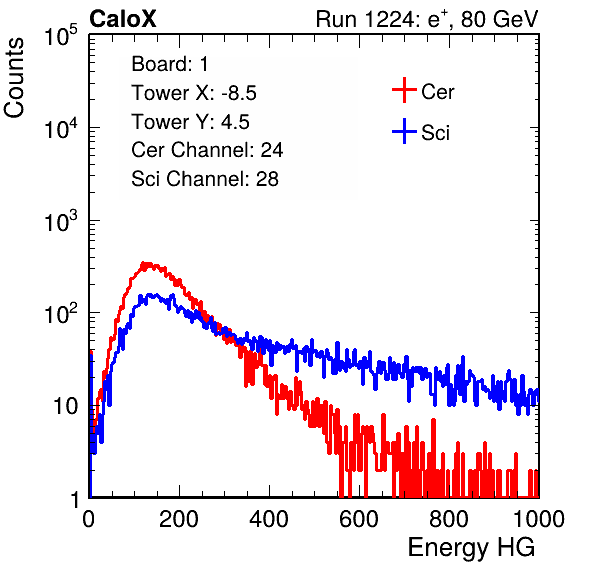 CaloX Run 1224: e⁺, 80 GeV
Counts
Board: 1
Tower X: -8.5
Tower Y: 4.5
Cer Channel: 24
Sci Channel: 28
Cer
Sci
10⁵
10⁴
10³
10²
10
1
0 200 400 600 800 1000
Energy HG